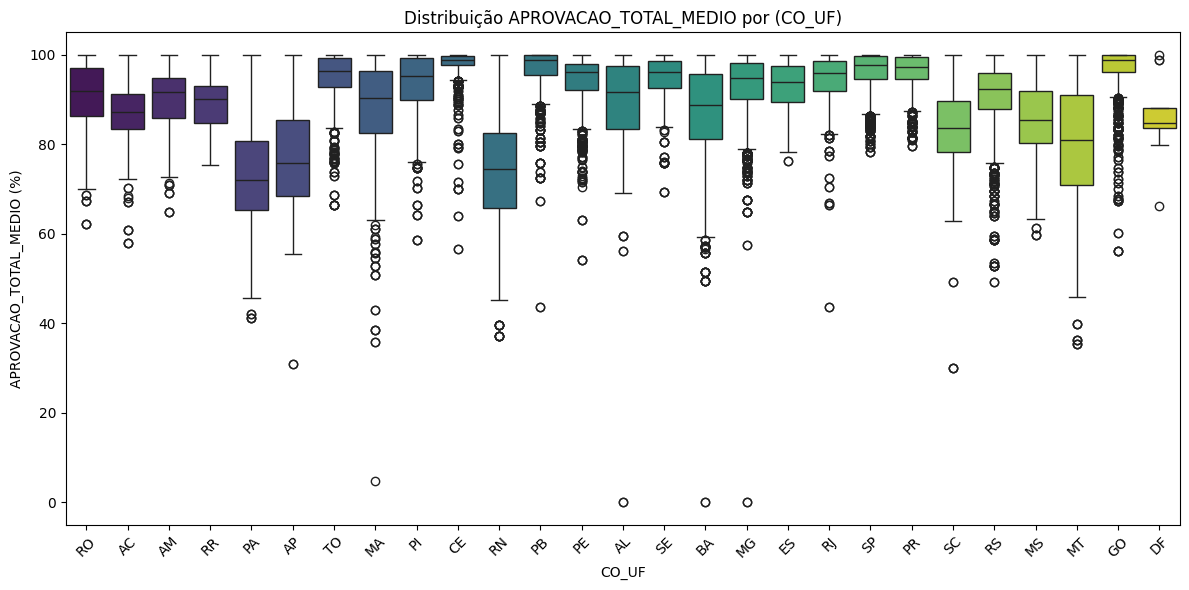 Distribuição APROVACAO_TOTAL_MEDIO por (CO_UF)
APROVACAO_TOTAL_MEDIO (%)
100
80
60
40
20
0
RO AC AM RR PA AP TO MA PI CE RN PB PE AL SE BA MG ES RJ SP PR SC RS MS MT GO DF
CO_UF